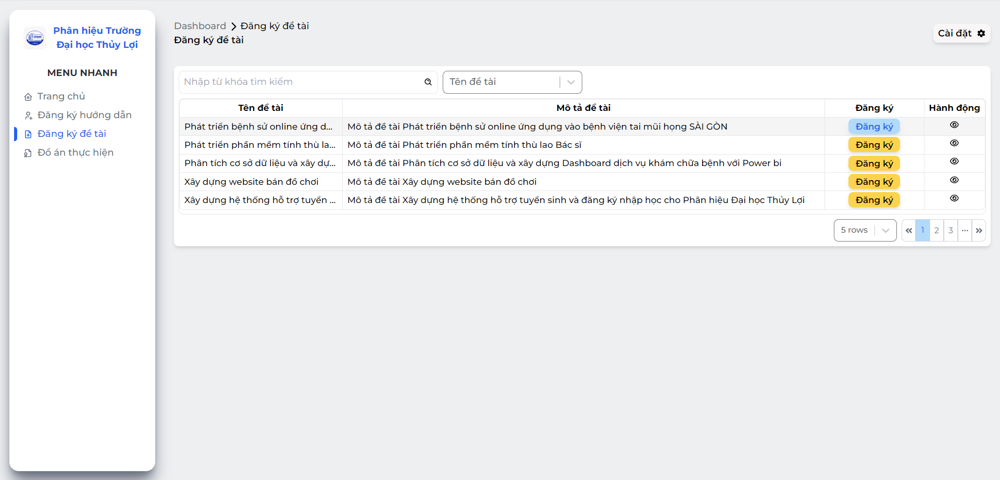 Phân hiệu Trường
Đại học Thủy Lợi
MENU NHANH
Trang chủ
Đăng ký hướng dẫn
Đăng ký đề tài
Đồ án thực hiện
Dashboard > Đăng ký đề tài
Đăng ký đề tài
Cài đặt
Nhập từ khóa tìm kiếm
Tên đề tài
Tên đề tài Mô tả đề tài Đăng ký Hành động
Phát triển bệnh sử online ứng d... Mô tả đề tài Phát triển bệnh sử online ứng dụng vào bệnh viện tai mũi họng SÀI GÒN Đăng ký
Phát triển phần mềm tính thù la... Mô tả đề tài Phát triển phần mềm tính thù lao Bác sĩ Đăng ký
Phân tích cơ sở dữ liệu và xây dự... Mô tả đề tài Phân tích cơ sở dữ liệu và xây dựng Dashboard dịch vụ khám chữa bệnh với Power bi Đăng ký
Xây dựng website bán đồ chơi Mô tả đề tài Xây dựng website bán đồ chơi Đăng ký
Xây dựng hệ thống hỗ trợ tuyển ... Mô tả đề tài Xây dựng hệ thống hỗ trợ tuyển sinh và đăng ký nhập học cho Phân hiệu Đại học Thủy Lợi Đăng ký
5 rows « 1 2 3 ... »